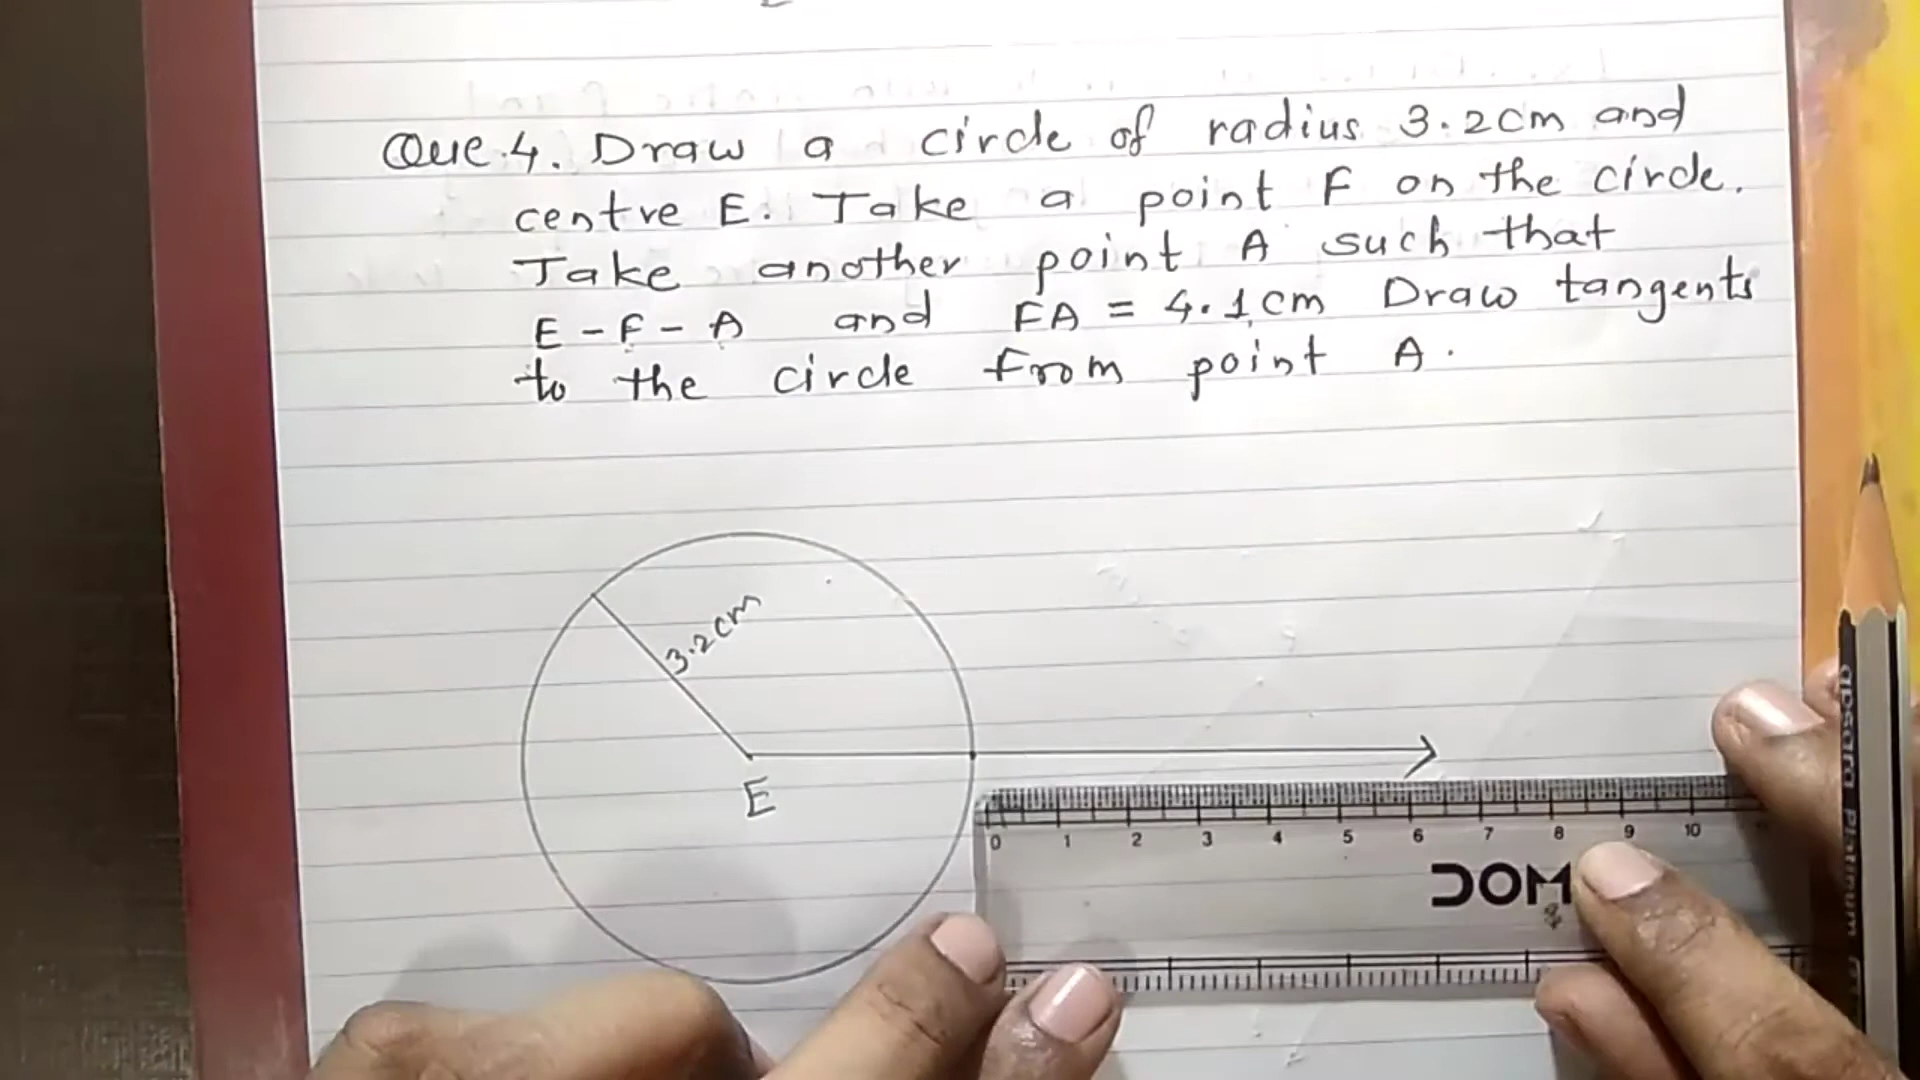 Que.4. Draw a circle of radius 3.2cm and
centre E. Take a point F on the circle.
Take another point A such that
E - F - A and FA = 4.1cm Draw tangents
to the circle from point A.
3.2cm
E
0 1 2 3 4 5 6 7 8 9 10
DOM
apsara Platinum